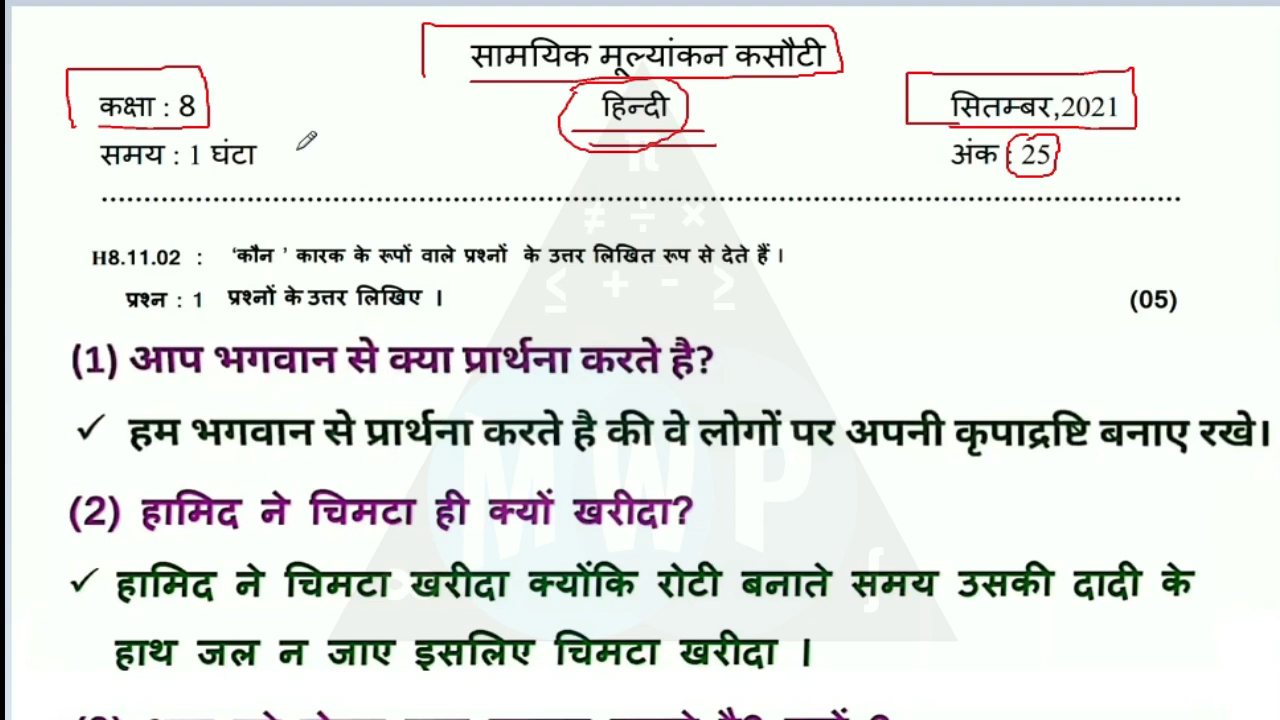 सामयिक मूल्यांकन कसौटी
कक्षा : 8 हिन्दी सितम्बर,2021
समय : 1 घंटा अंक : 25
H8.11.02 : 'कौन ' कारक के रूपों वाले प्रश्नों के उत्तर लिखित रूप से देते हैं ।
प्रश्न : 1 प्रश्नों के उत्तर लिखिए । (05)
(1) आप भगवान से क्या प्रार्थना करते है?
✓ हम भगवान से प्रार्थना करते है की वे लोगों पर अपनी कृपाद्रष्टि बनाए रखे।
(2) हामिद ने चिमटा ही क्यों खरीदा?
✓ हामिद ने चिमटा खरीदा क्योंकि रोटी बनाते समय उसकी दादी के
हाथ जल न जाए इसलिए चिमटा खरीदा ।
π
≠ ÷ ×
≤ + - ≥
MWP
∫